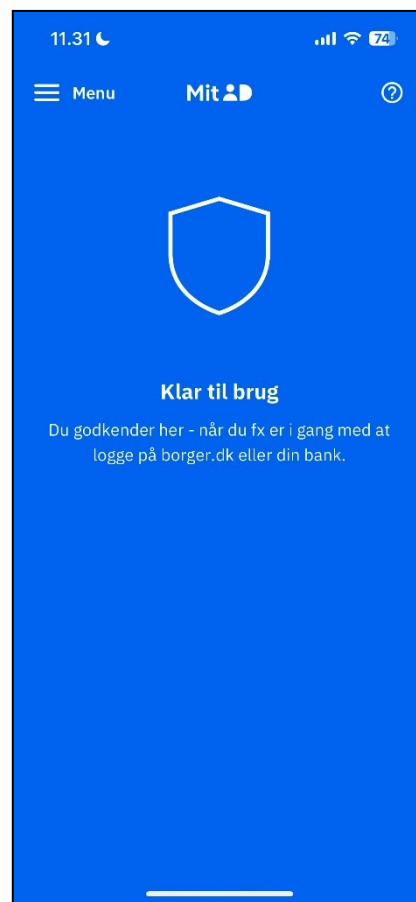 11.31
74
Menu
Mit
Klar til brug
Du godkender her - når du fx er i gang med at
logge på borger.dk eller din bank.